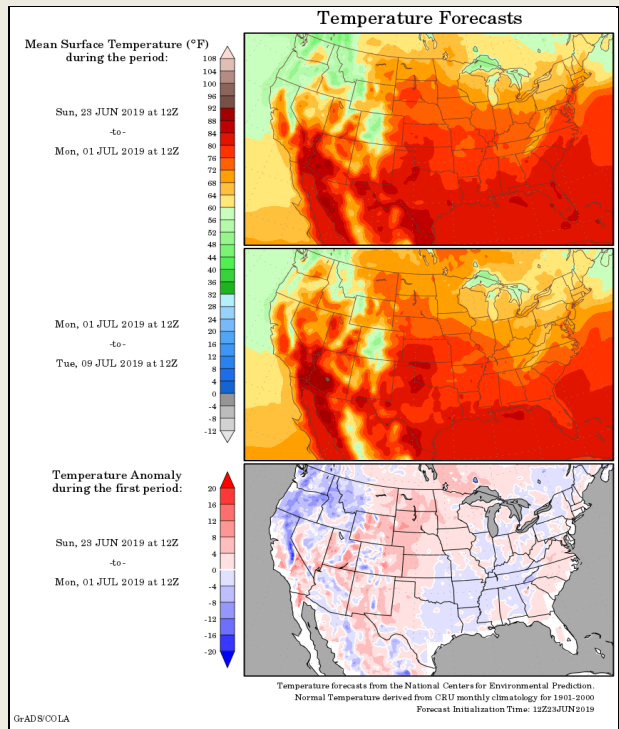 Temperature Forecasts
Mean Surface Temperature (°F)
during the period:
108
104
100
96
92
88
84
80
76
72
68
64
60
56
52
48
44
40
36
32
28
24
20
16
12
8
4
0
-4
-8
-12
Sun, 23 JUN 2019 at 12Z
-to-
Mon, 01 JUL 2019 at 12Z
Mon, 01 JUL 2019 at 12Z
-to-
Tue, 09 JUL 2019 at 12Z
Temperature Anomaly
during the first period:
20
16
12
8
4
0
-4
-8
-12
-16
-20
Sun, 23 JUN 2019 at 12Z
-to-
Mon, 01 JUL 2019 at 12Z
Temperature forecasts from the National Centers for Environmental Prediction.
Normal Temperature derived from CRU monthly climatology for 1901-2000
Forecast Initialization Time: 12Z23JUN2019
GrADS/COLA